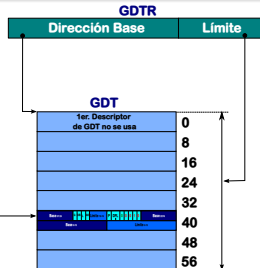 GDTR
Dirección Base Límite
GDT
1er. Descriptor
de GDT no se usa
0
8
16
24
32
40
48
56